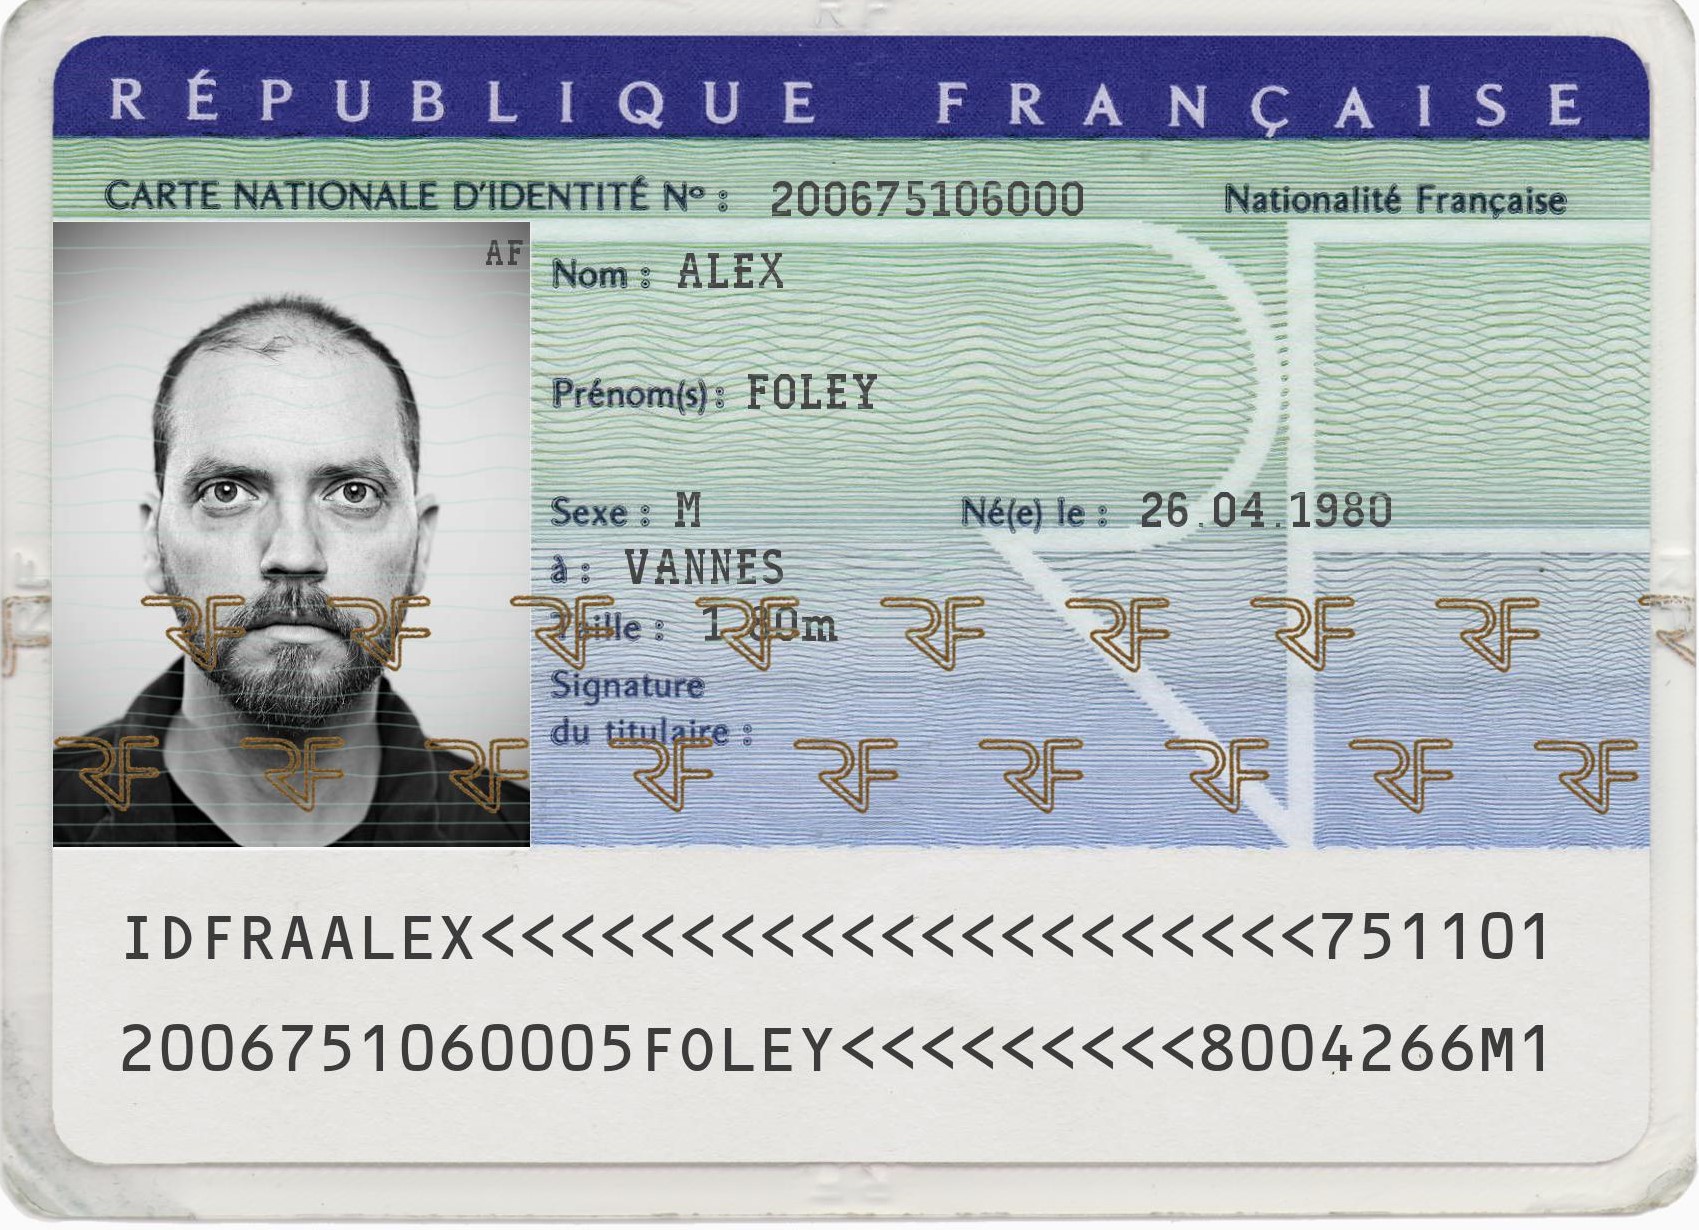 RÉPUBLIQUE FRANÇAISE
CARTE NATIONALE D'IDENTITÉ Nº : 200675106000 Nationalité Française
AF
Nom : ALEX
Prénom(s) : FOLEY
Sexe : M Né(e) le : 26.04.1980
à : VANNES
Taille : 1.80m
Signature
du titulaire :
RF RF RF RF RF RF RF RF
RF RF RF RF RF RF RF RF RF
IDFRAALEX<<<<<<<<<<<<<<<<<<<<<751101
2006751060005FOLEY<<<<<<<<<8004266M1